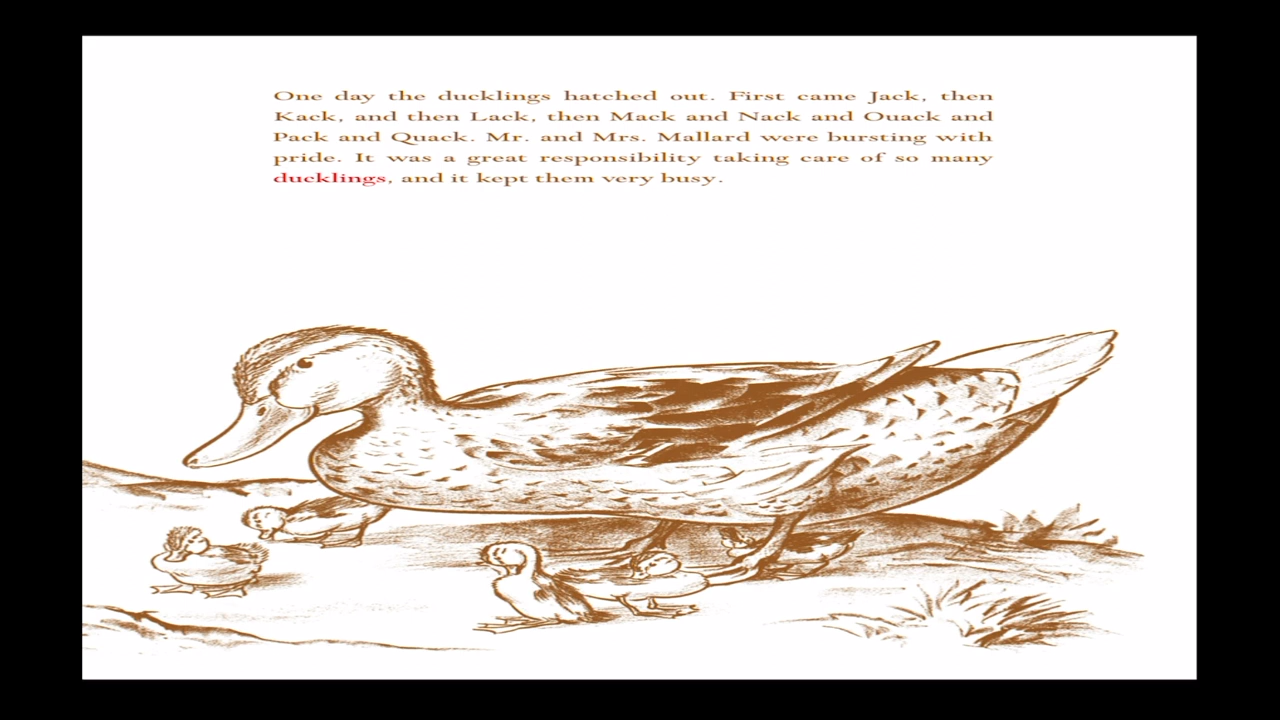 One day the ducklings hatched out. First came Jack, then
Kack, and then Lack, then Mack and Nack and Ouack and
Pack and Quack. Mr. and Mrs. Mallard were bursting with
pride. It was a great responsibility taking care of so many
ducklings, and it kept them very busy.